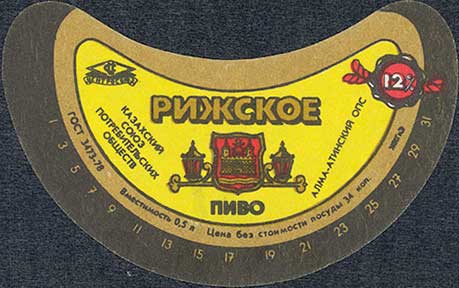 РИЖСКОЕ
ПИВО
12%
КАЗАХСКИЙ
СОЮЗ
ПОТРЕБИТЕЛЬСКИХ
ОБЩЕСТВ
АЛМА-АТИНСКИЙ ОПС
ГОСТ 3473-78
Вместимость 0,5 л Цена без стоимости посуды 34 коп.
1 3 5 7 9 11 13 15 17 19 21 23 25 27 29 31